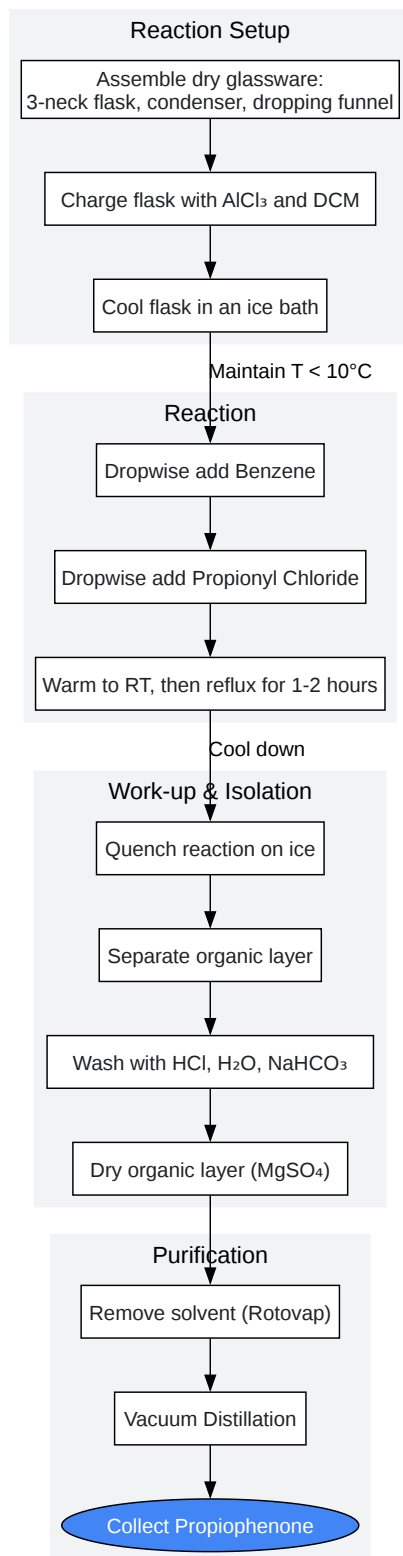 Reaction Setup
Assemble dry glassware:
3-neck flask, condenser, dropping funnel
Charge flask with AlCl₃ and DCM
Cool flask in an ice bath
Maintain T < 10°C
Reaction
Dropwise add Benzene
Dropwise add Propionyl Chloride
Warm to RT, then reflux for 1-2 hours
Cool down
Work-up & Isolation
Quench reaction on ice
Separate organic layer
Wash with HCl, H₂O, NaHCO₃
Dry organic layer (MgSO₄)
Purification
Remove solvent (Rotovap)
Vacuum Distillation
Collect Propiophenone